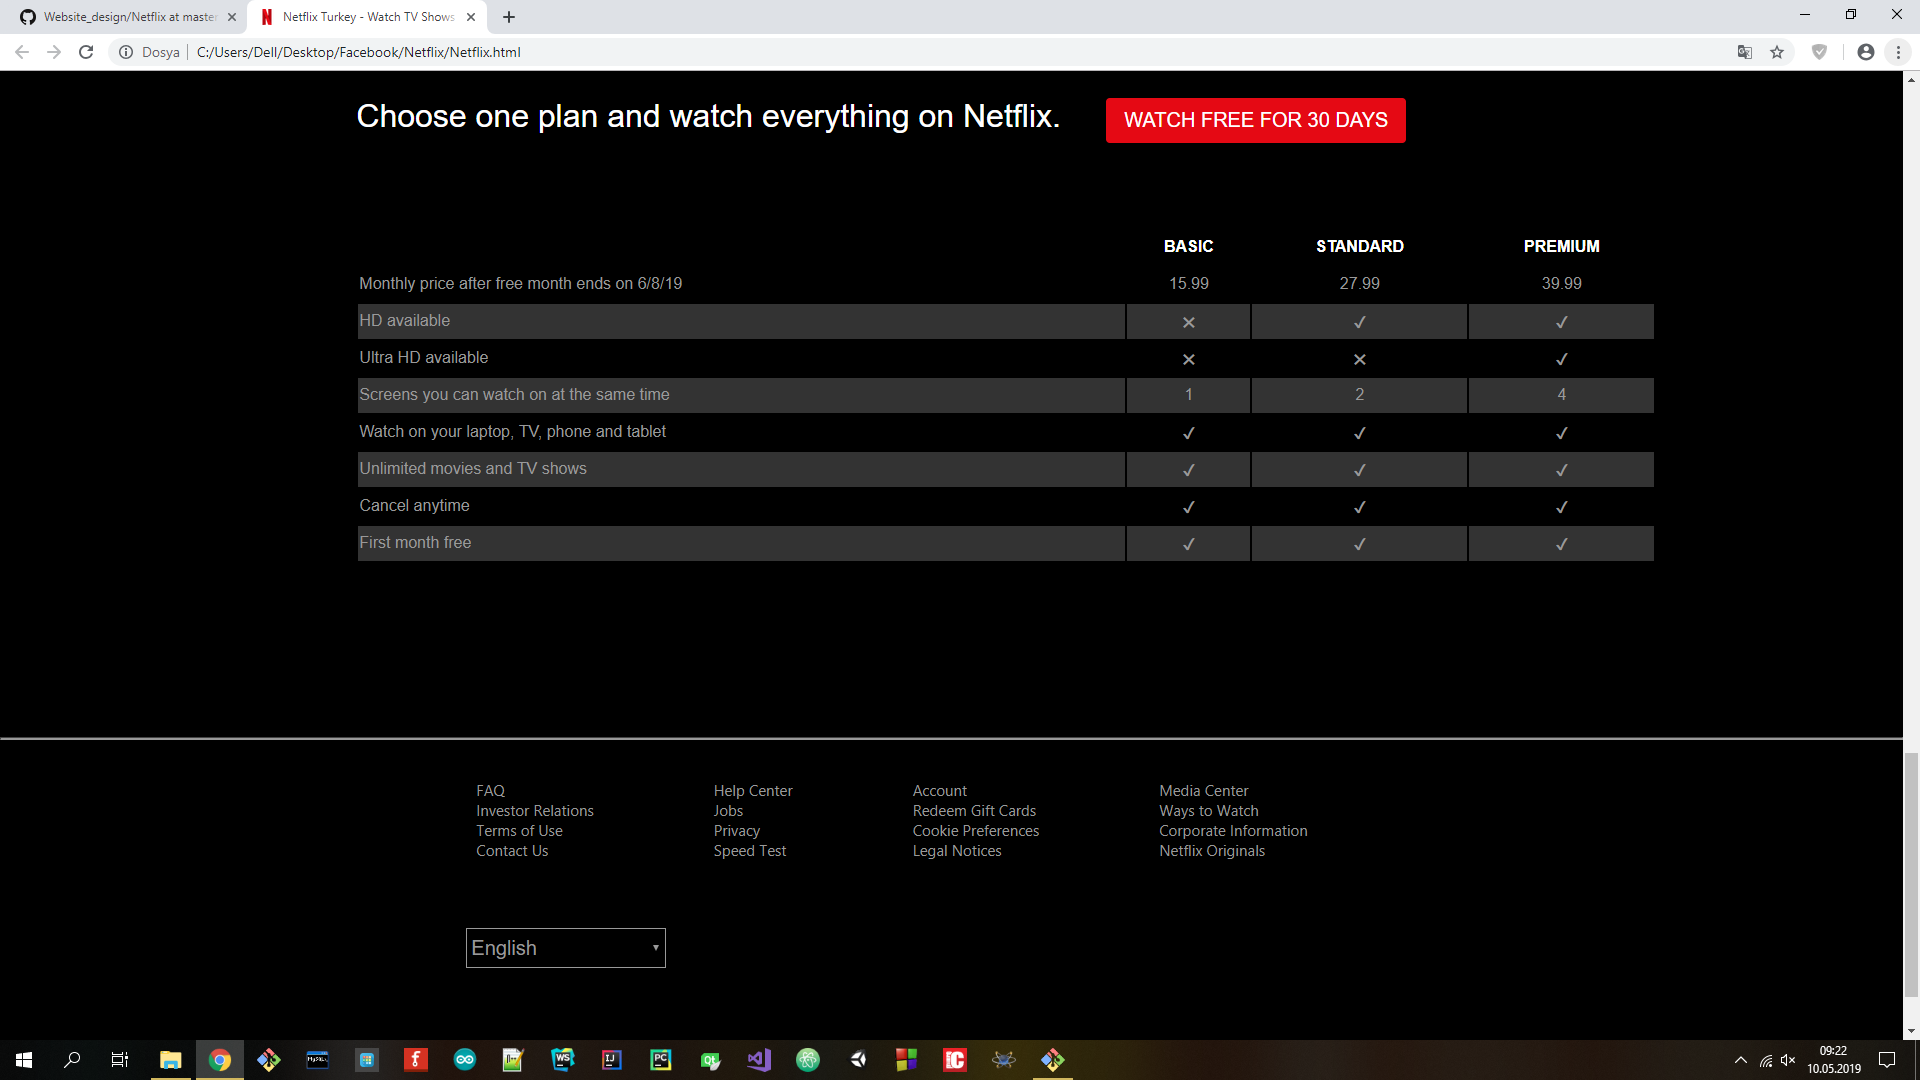 Website_design/Netflix at master
Netflix Turkey - Watch TV Shows
Dosya
C:/Users/Dell/Desktop/Facebook/Netflix/Netflix.html
Choose one plan and watch everything on Netflix.
WATCH FREE FOR 30 DAYS
BASIC STANDARD PREMIUM
Monthly price after free month ends on 6/8/19 15.99 27.99 39.99
HD available ✕ ✓ ✓
Ultra HD available ✕ ✕ ✓
Screens you can watch on at the same time 1 2 4
Watch on your laptop, TV, phone and tablet ✓ ✓ ✓
Unlimited movies and TV shows ✓ ✓ ✓
Cancel anytime ✓ ✓ ✓
First month free ✓ ✓ ✓
FAQ Help Center Account Media Center
Investor Relations Jobs Redeem Gift Cards Ways to Watch
Terms of Use Privacy Cookie Preferences Corporate Information
Contact Us Speed Test Legal Notices Netflix Originals
English
09:22
10.05.2019